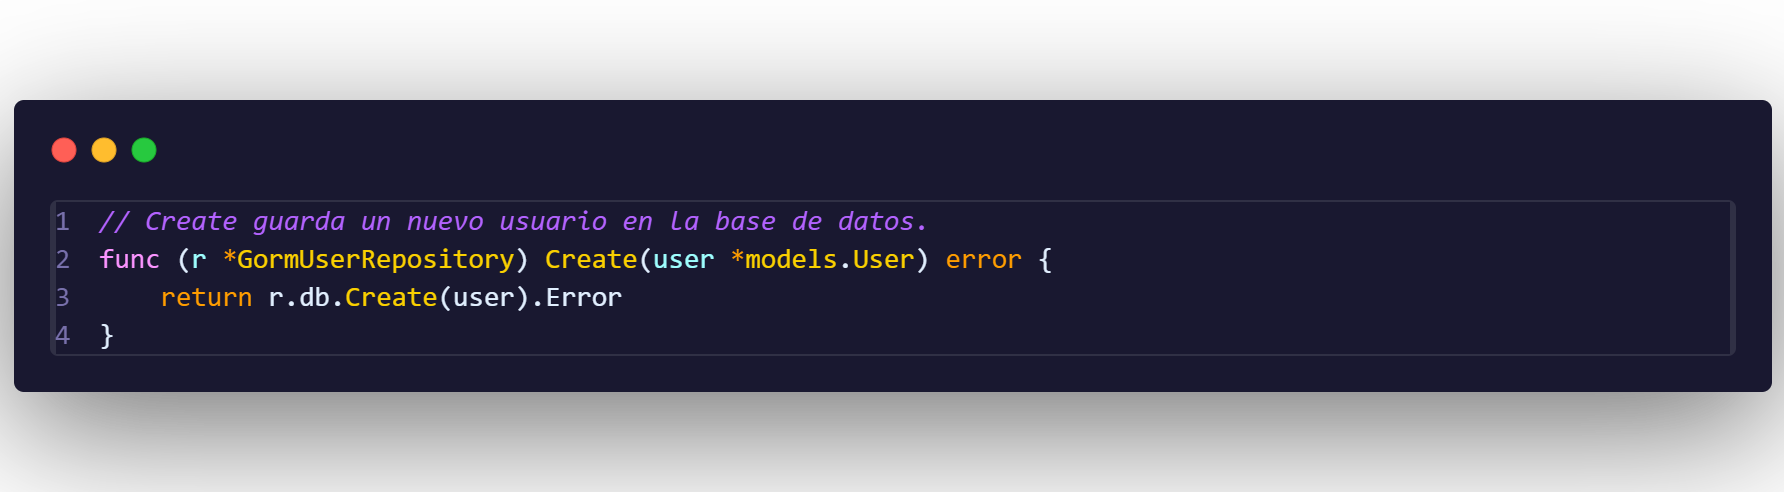 1 // Create guarda un nuevo usuario en la base de datos.
2 func (r *GormUserRepository) Create(user *models.User) error {
3     return r.db.Create(user).Error
4 }